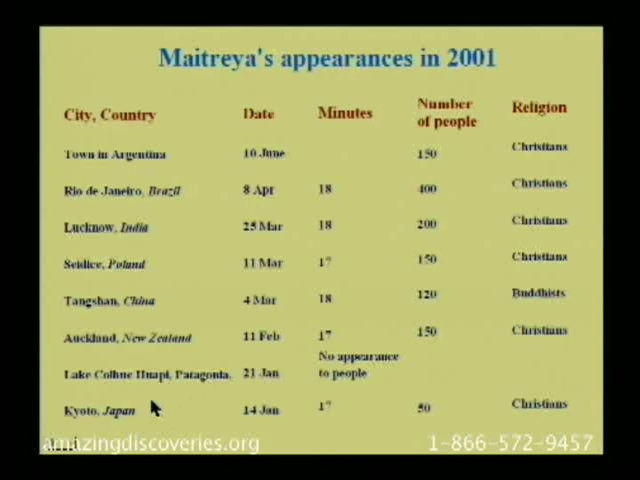 Maitreya's appearances in 2001
City, Country Date Minutes Number of people Religion
Town in Argentina 10 June 150 Christians
Rio de Janeiro, Brazil 8 Apr 18 400 Christians
Lucknow, India 25 Mar 18 200 Christians
Seidlce, Poland 11 Mar 17 150 Christians
Tangshan, China 4 Mar 18 120 Buddhists
Auckland, New Zealand 11 Feb 17 150 Christians
Lake Colhue Huapi, Patagonia, 21 Jan No appearance to people
Kyoto, Japan 14 Jan 17 50 Christians
amazingdiscoveries.org 1-866-572-9457